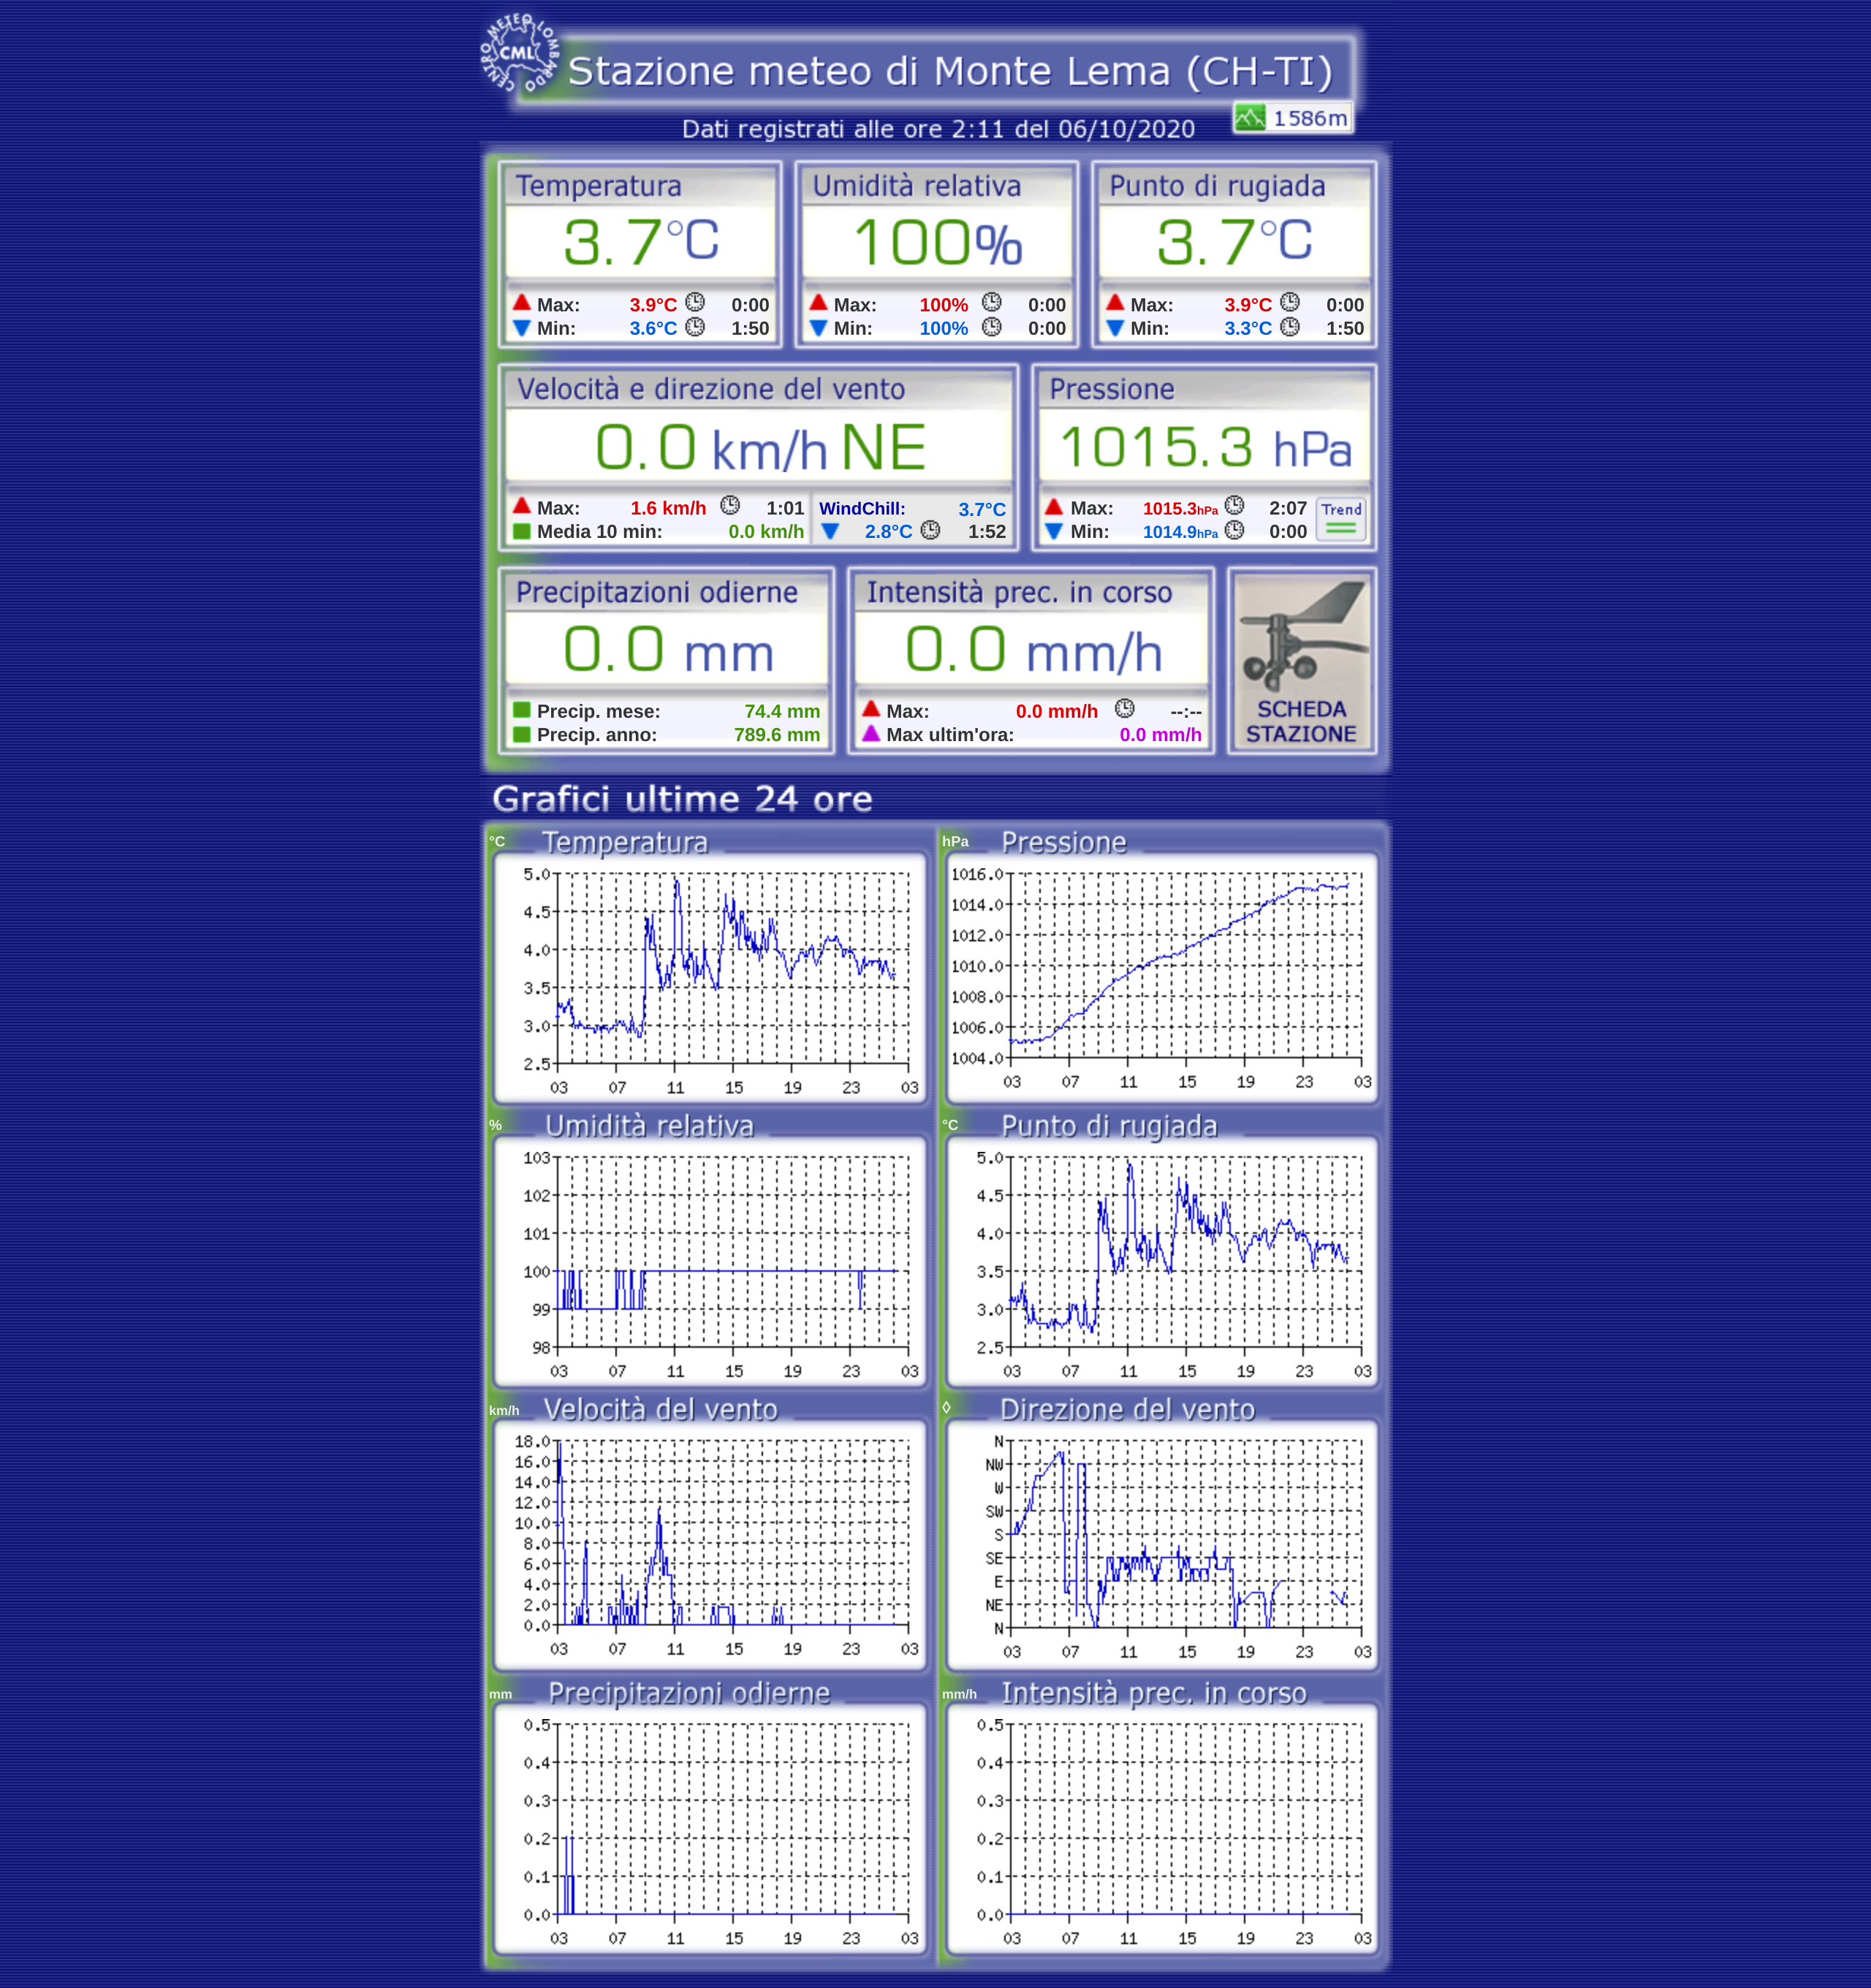 CENTRO METEO LOMBARDO
CML
Stazione meteo di Monte Lema (CH-TI)
1586m
Dati registrati alle ore 2:11 del 06/10/2020
Temperatura
3.7°C
Max: 3.9°C 0:00
Min: 3.6°C 1:50
Umidità relativa
100%
Max: 100% 0:00
Min: 100% 0:00
Punto di rugiada
3.7°C
Max: 3.9°C 0:00
Min: 3.3°C 1:50
Velocità e direzione del vento
0.0 km/h NE
Max: 1.6 km/h 1:01
Media 10 min: 0.0 km/h
WindChill: 3.7°C
2.8°C 1:52
Pressione
1015.3 hPa
Max: 1015.3hPa 2:07
Min: 1014.9hPa 0:00
Trend
Precipitazioni odierne
0.0 mm
Precip. mese: 74.4 mm
Precip. anno: 789.6 mm
Intensità prec. in corso
0.0 mm/h
Max: 0.0 mm/h --:--
Max ultim'ora: 0.0 mm/h
SCHEDA
STAZIONE
Grafici ultime 24 ore
°C Temperatura
5.0
4.5
4.0
3.5
3.0
2.5
03 07 11 15 19 23 03
hPa Pressione
1016.0
1014.0
1012.0
1010.0
1008.0
1006.0
1004.0
03 07 11 15 19 23 03
% Umidità relativa
103
102
101
100
99
98
03 07 11 15 19 23 03
°C Punto di rugiada
5.0
4.5
4.0
3.5
3.0
2.5
03 07 11 15 19 23 03
km/h Velocità del vento
18.0
16.0
14.0
12.0
10.0
8.0
6.0
4.0
2.0
0.0
03 07 11 15 19 23 03
◊ Direzione del vento
N
NW
W
SW
S
SE
E
NE
N
03 07 11 15 19 23 03
mm Precipitazioni odierne
0.5
0.4
0.3
0.2
0.1
0.0
03 07 11 15 19 23 03
mm/h Intensità prec. in corso
0.5
0.4
0.3
0.2
0.1
0.0
03 07 11 15 19 23 03